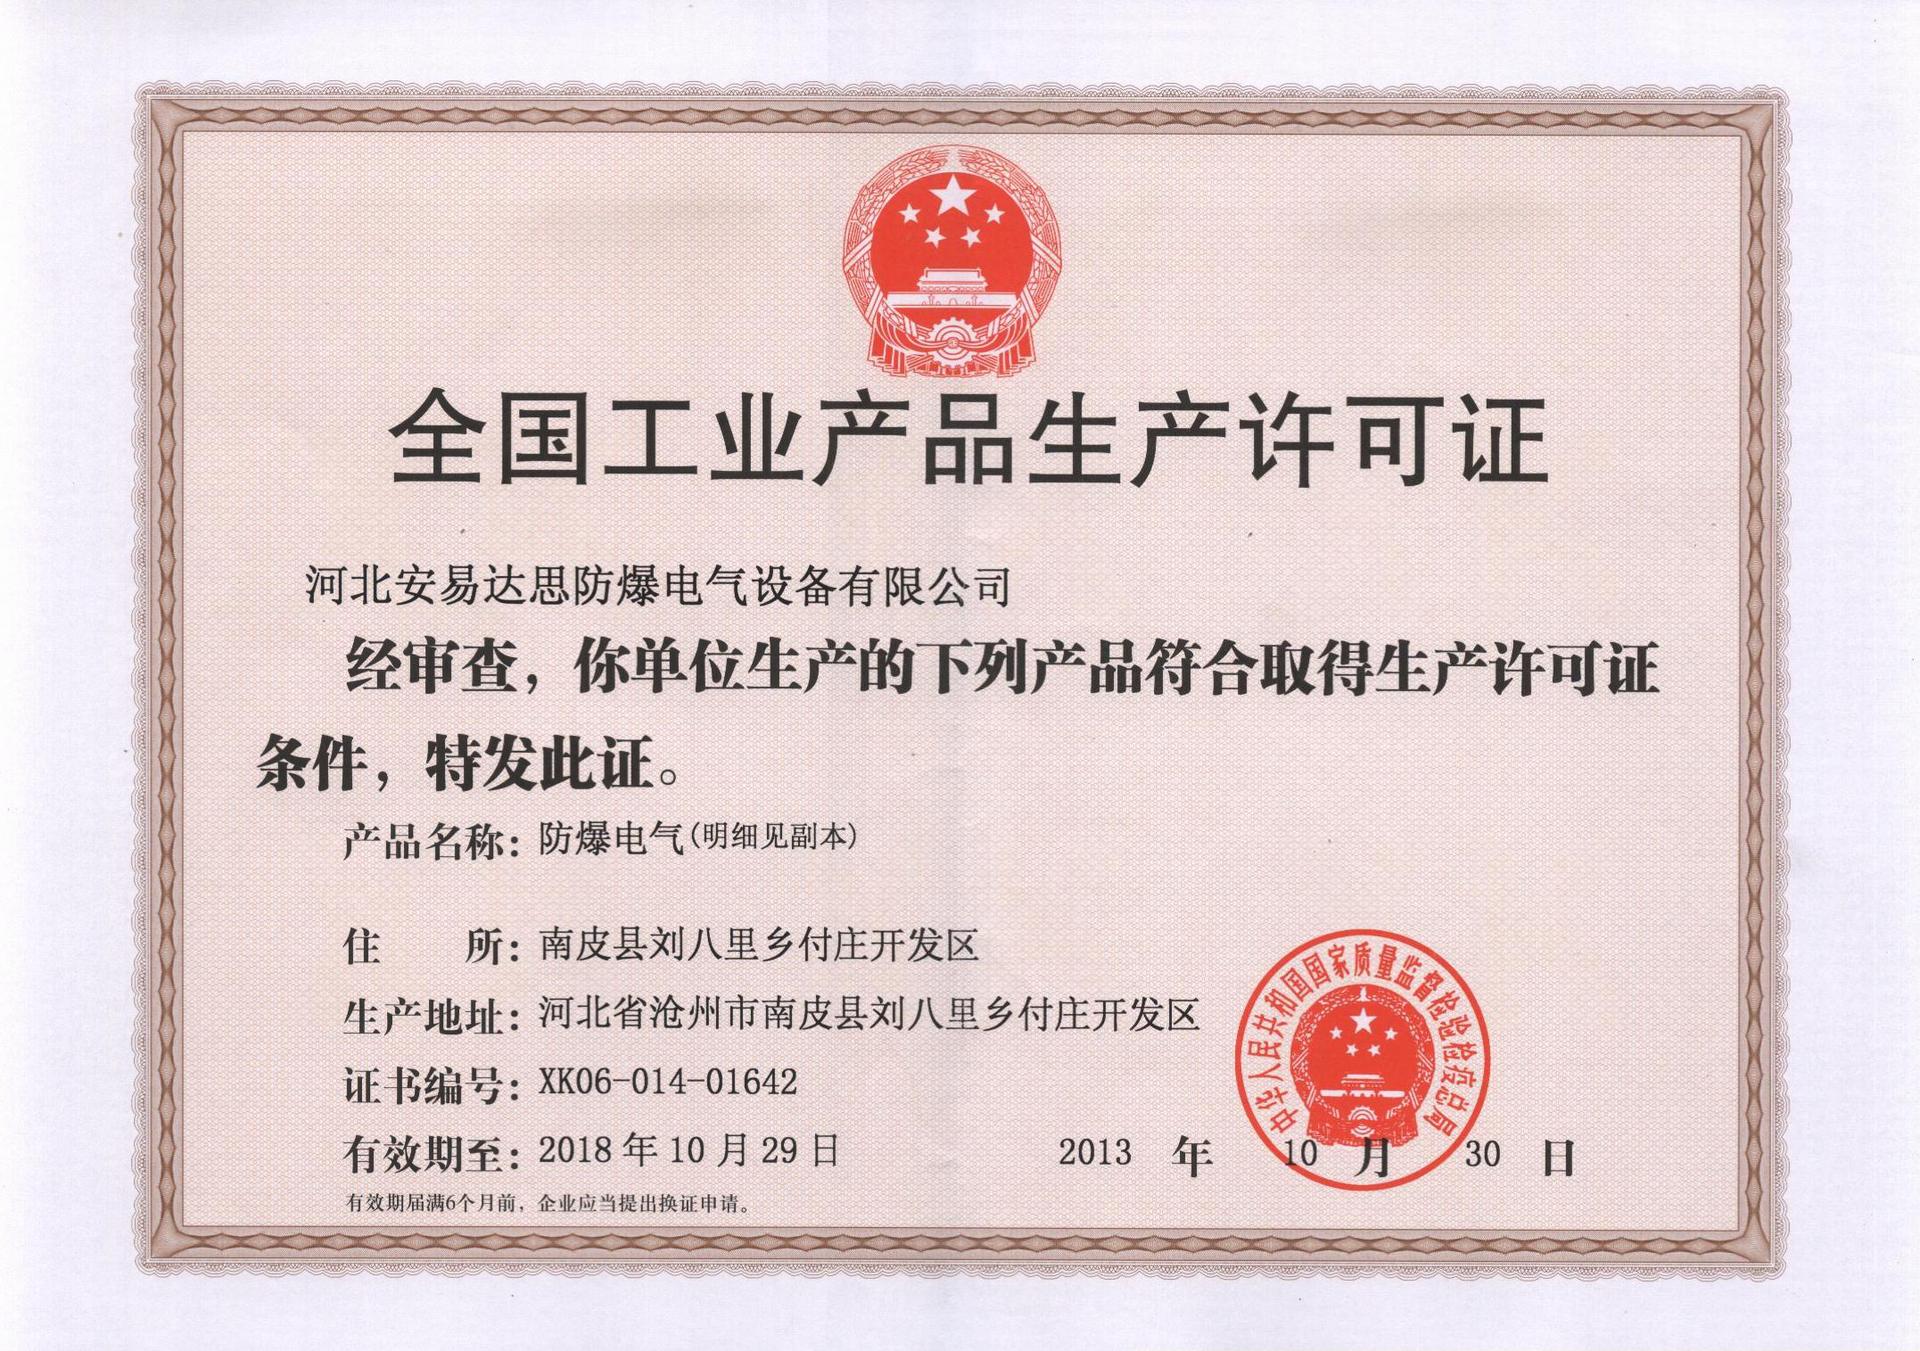 全国工业产品生产许可证
河北安易达思防爆电气设备有限公司
经审查，你单位生产的下列产品符合取得生产许可证
条件，特发此证。
产品名称：防爆电气(明细见副本)
住 所：南皮县刘八里乡付庄开发区
生产地址：河北省沧州市南皮县刘八里乡付庄开发区
证书编号：XK06-014-01642
有效期至：2018 年 10 月 29 日
中华人民共和国国家质量监督检验检疫总局
2013 年 10 月 30 日
有效期届满6个月前，企业应当提出换证申请。